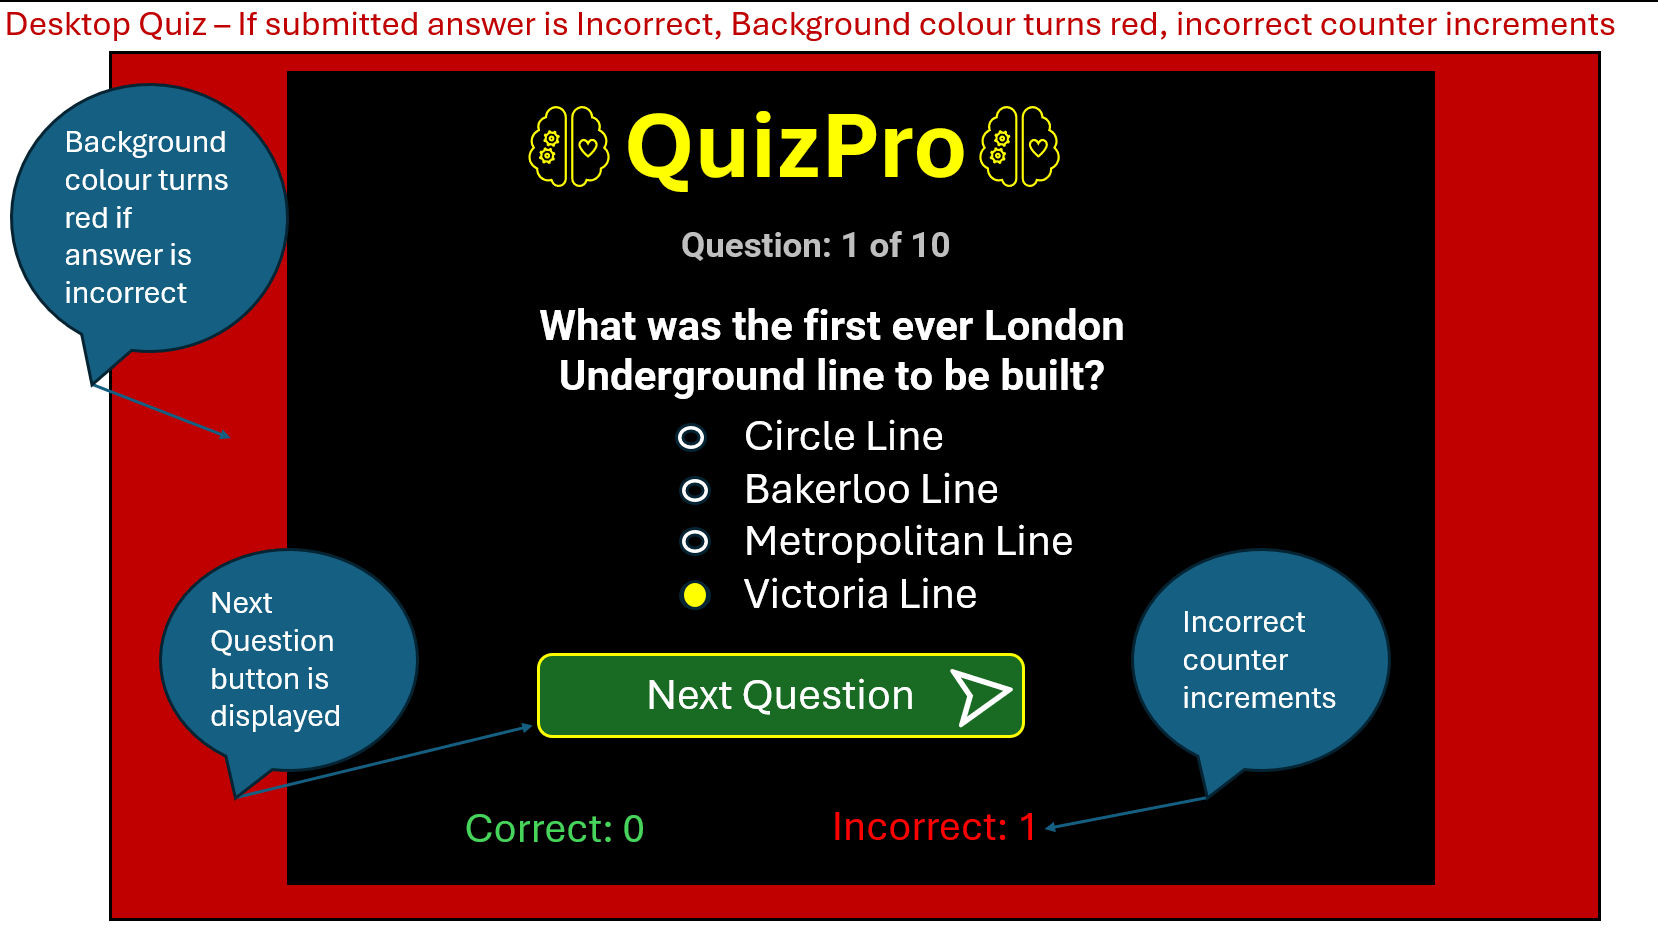 Desktop Quiz – If submitted answer is Incorrect, Background colour turns red, incorrect counter increments
Background
colour turns
red if
answer is
incorrect
QuizPro
Question: 1 of 10
What was the first ever London
Underground line to be built?
Circle Line
Bakerloo Line
Metropolitan Line
Victoria Line
Next
Question
button is
displayed
Next Question
Incorrect
counter
increments
Correct: 0
Incorrect: 1